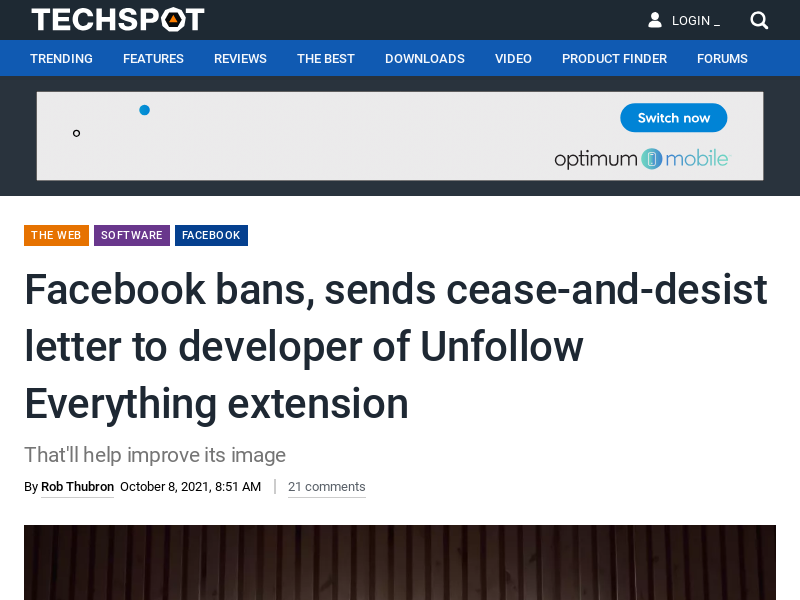 TECHSPOT
LOGIN _
TRENDING FEATURES REVIEWS THE BEST DOWNLOADS VIDEO PRODUCT FINDER FORUMS
Switch now
optimum mobile
THE WEB SOFTWARE FACEBOOK
Facebook bans, sends cease-and-desist
letter to developer of Unfollow
Everything extension
That'll help improve its image
By Rob Thubron October 8, 2021, 8:51 AM | 21 comments